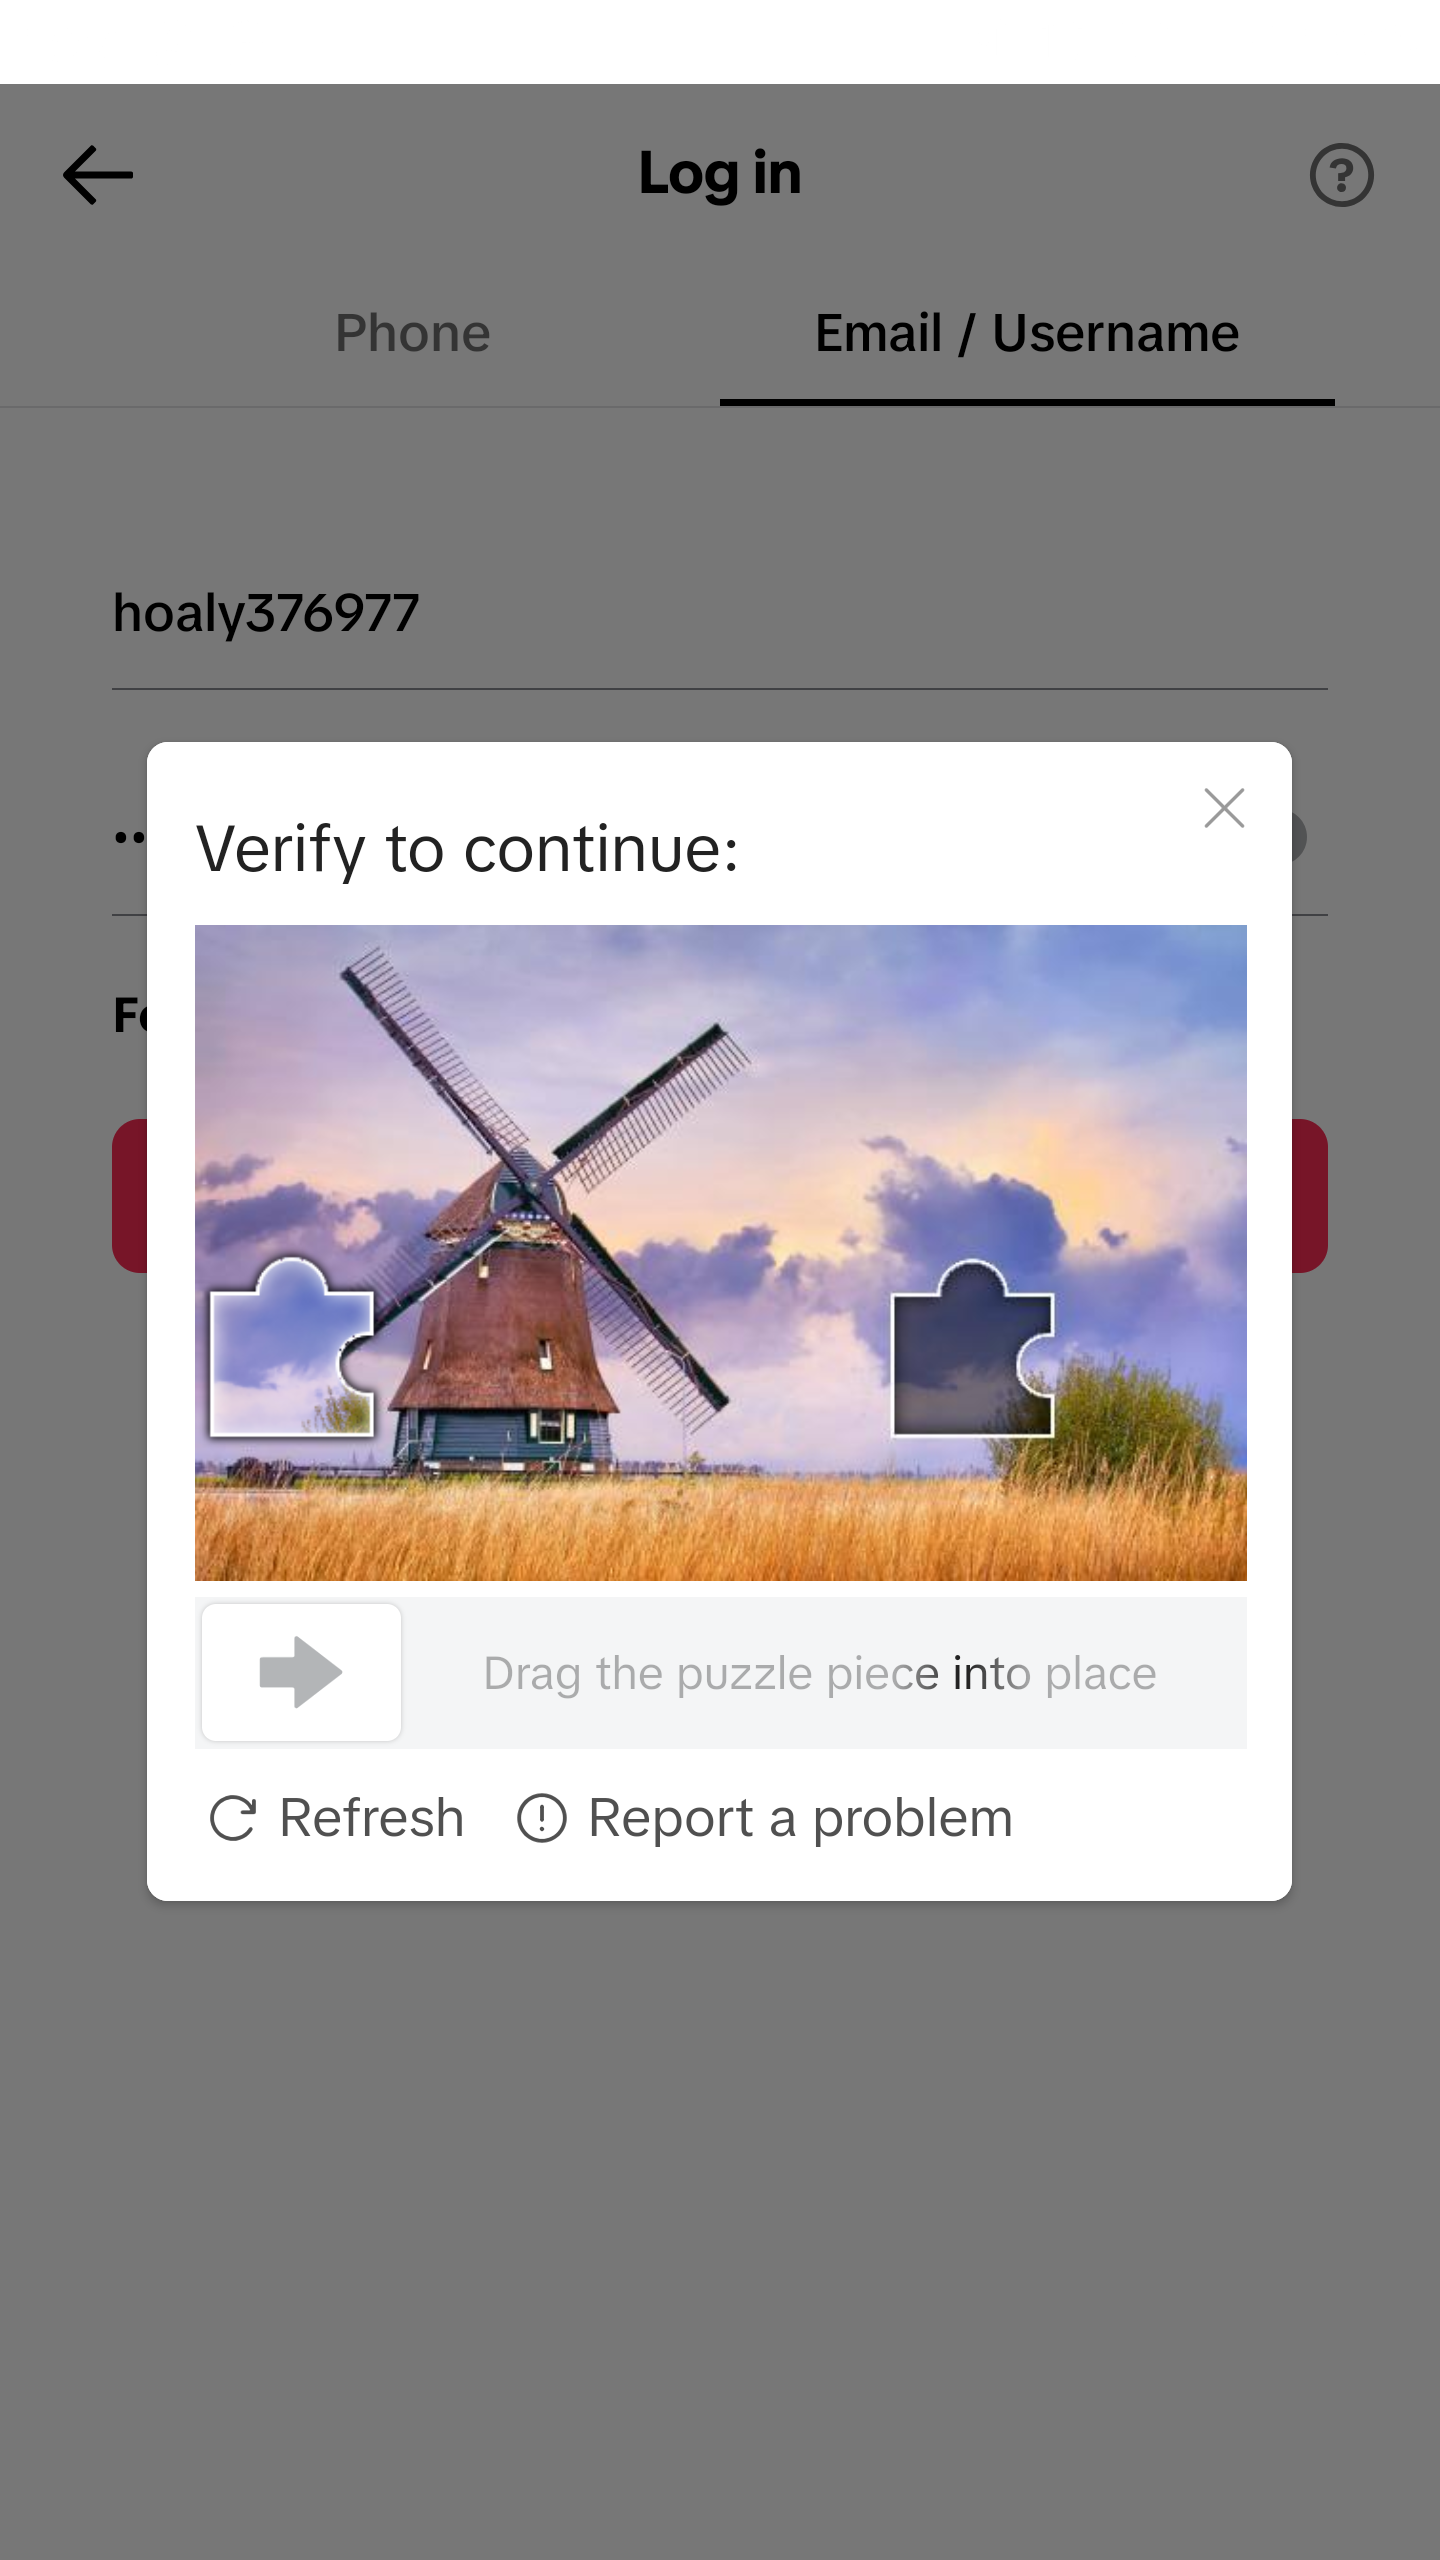 Log in
Phone
Email / Username
hoaly376977
Verify to continue:
Drag the puzzle piece into place
Refresh
Report a problem